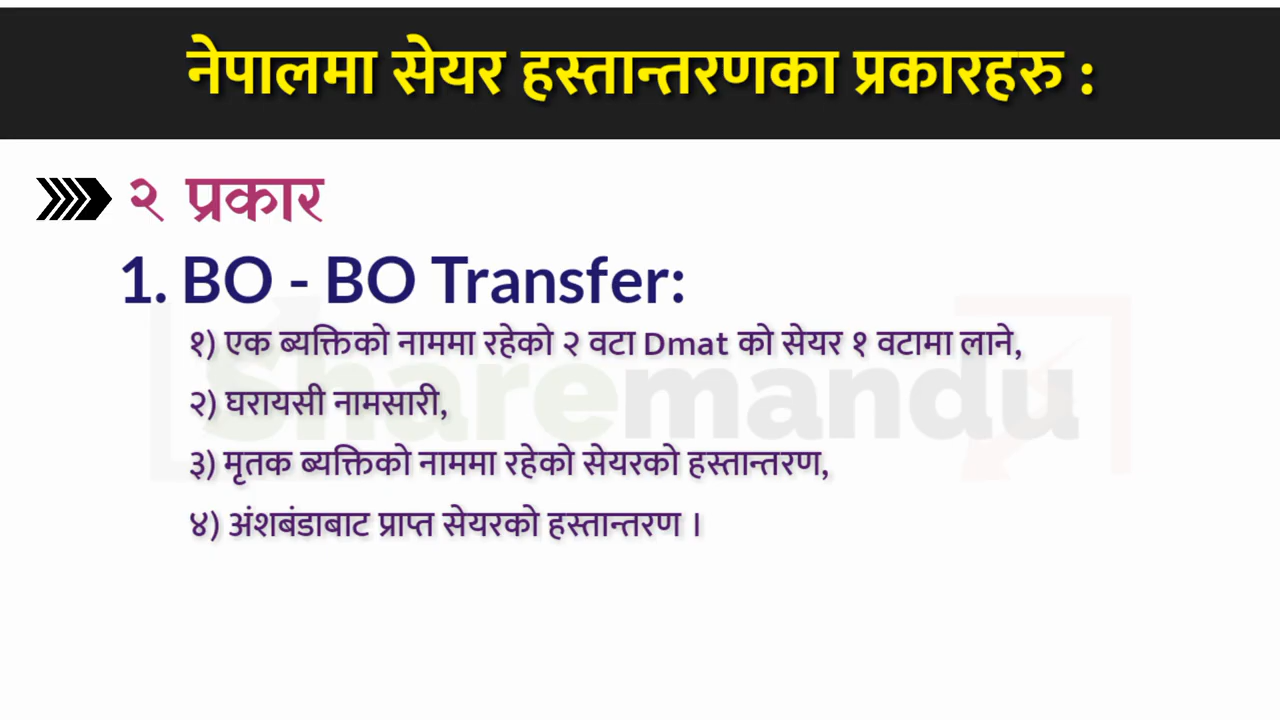 नेपालमा सेयर हस्तान्तरणका प्रकारहरु :
२ प्रकार
1. BO - BO Transfer:
१) एक ब्यक्तिको नाममा रहेको २ वटा Dmat को सेयर १ वटामा लाने,
२) घरायसी नामसारी,
३) मृतक ब्यक्तिको नाममा रहेको सेयरको हस्तान्तरण,
४) अंशबंडाबाट प्राप्त सेयरको हस्तान्तरण ।
Sharemandu